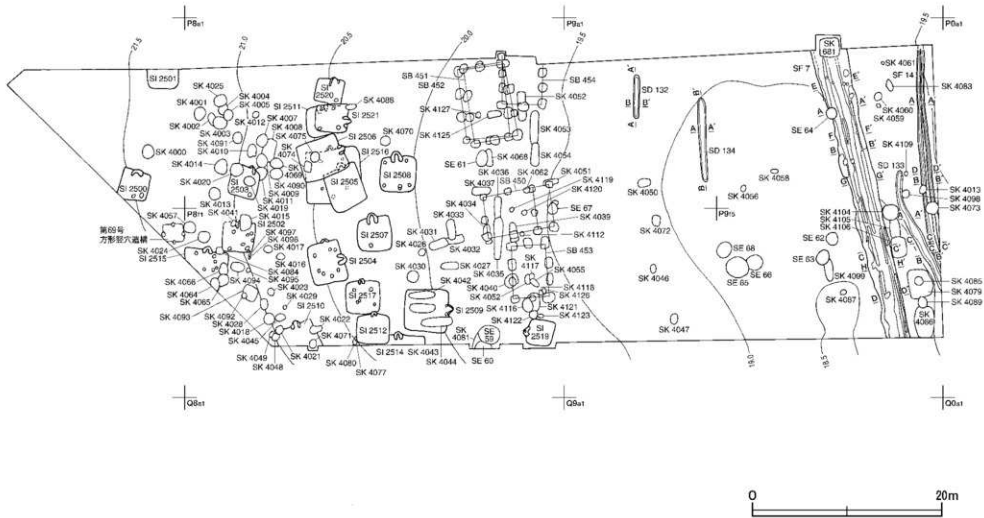 P8a1
P9a1
P0a1
21.5
21.0
20.5
20.0
19.5
19.5
SI 2501
SK 4025
SK 4001
SK 4004
SK 4005
SK 4007
SK 4012
SI 2511
SI 2520
SK 4086
SI 2521
SK 4002
SK 4003
SK 4091
SK 4010
SK 4008
SK 4075
SK 4074
SI 2506
SI 2516
SK 4070
SK 4000
SK 4014
SK 4069
SK 4020
SI 2503
SK 4090
SK 4009
SK 4011
SK 4019
SI 2505
SI 2508
SI 2500
SK 4013
SK 4041
SK 4015
SI 2502
SK 4057
P8f1
第69号
方形竪穴遺構
SK 4097
SK 4096
SK 4017
SK 4024
SI 2515
SK 4016
SK 4084
SK 4095
SK 4066
SK 4094
SK 4023
SK 4064
SK 4065
SK 4029
SI 2510
SK 4093
SK 4092
SK 4028
SK 4018
SK 4045
SK 4022
SK 4071
SK 4049
SK 4048
SK 4021
SK 4080
SK 4077
SI 2507
SI 2504
SI 2517
SI 2512
SI 2514
SK 4043
SK 4044
SI 2509
SB 451
SB 452
SB 454
SK 4127
SK 4052
SK 4125
SK 4053
SE 61
SK 4068
SK 4036
SK 4054
SK 4062
SK 4051
SK 4037
SB 450
SK 4119
SK 4120
SK 4034
SK 4033
SE 67
SK 4031
SK 4039
SK 4026
SK 4032
SK 4112
SB 453
SK 4027
SK 4117
SK 4030
SK 4042
SK 4035
SK 4055
SK 4040
SK 4118
SK 4082
SK 4126
SK 4116
SK 4121
SK 4122
SK 4123
SK 4081
SE 59
SE 60
SI 2519
SD 132
SD 134
SK 4050
SK 4058
SK 4056
SK 4072
P9f5
SK 4046
SE 68
SE 66
SE 65
SK 4047
19.0
18.5
SK 681
SF 7
SK 4061
SF 14
SK 4083
SK 4060
SK 4059
SE 64
SK 4109
SD 133
SK 4013
SK 4098
SK 4073
SK 4104
SK 4105
SK 4106
SE 62
SE 63
SK 4099
SK 4087
SK 4085
SK 4079
SK 4089
SK 4066
Q8a1
Q9a1
Q0a1
0 20m